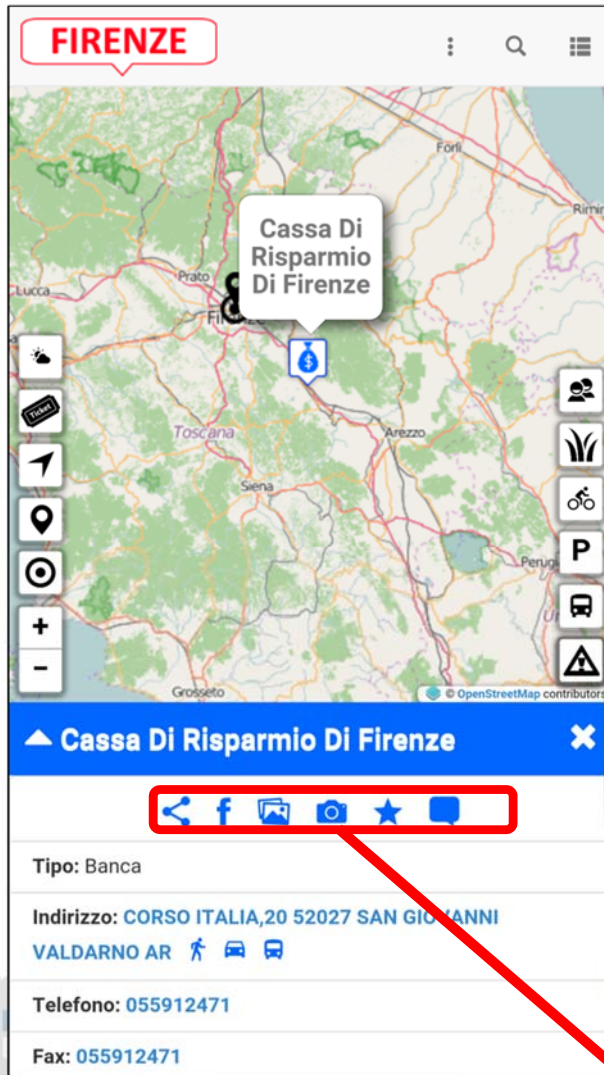 FIRENZE
Forlì
Rimin
Cassa Di
Risparmio
Di Firenze
Prato
Lucca
Ticket
Toscana
Arezzo
Siena
P
Perug
+
−
Grosseto
© OpenStreetMap contributors
Cassa Di Risparmio Di Firenze
f
Tipo: Banca
Indirizzo: CORSO ITALIA,20 52027 SAN GIOVANNI
VALDARNO AR
Telefono: 055912471
Fax: 055912471